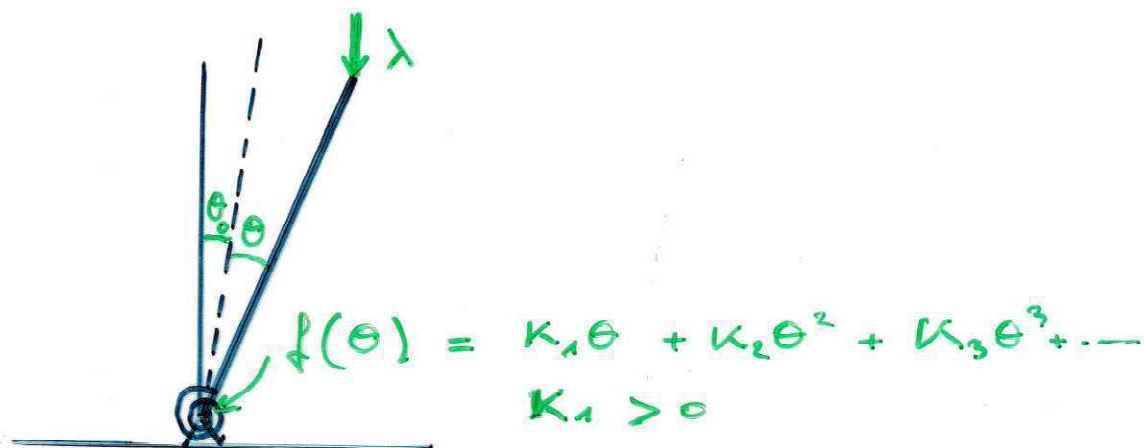 λ
θ₀
θ
f(θ) = K₁θ + K₂θ² + K₃θ³ + ....
K₁ > 0